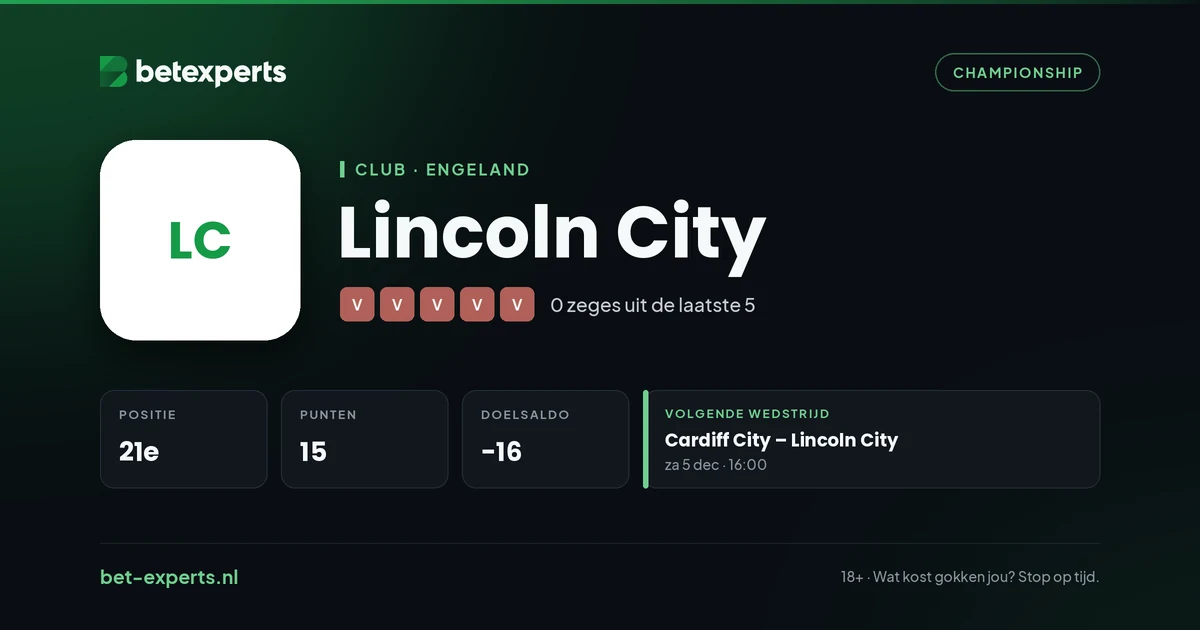 betexperts
CHAMPIONSHIP
LC
CLUB · ENGELAND
Lincoln City
V V V V V 0 zeges uit de laatste 5
POSITIE
21e
PUNTEN
15
DOELSALDO
-16
VOLGENDE WEDSTRIJD
Cardiff City – Lincoln City
za 5 dec · 16:00
bet-experts.nl
18+ · Wat kost gokken jou? Stop op tijd.